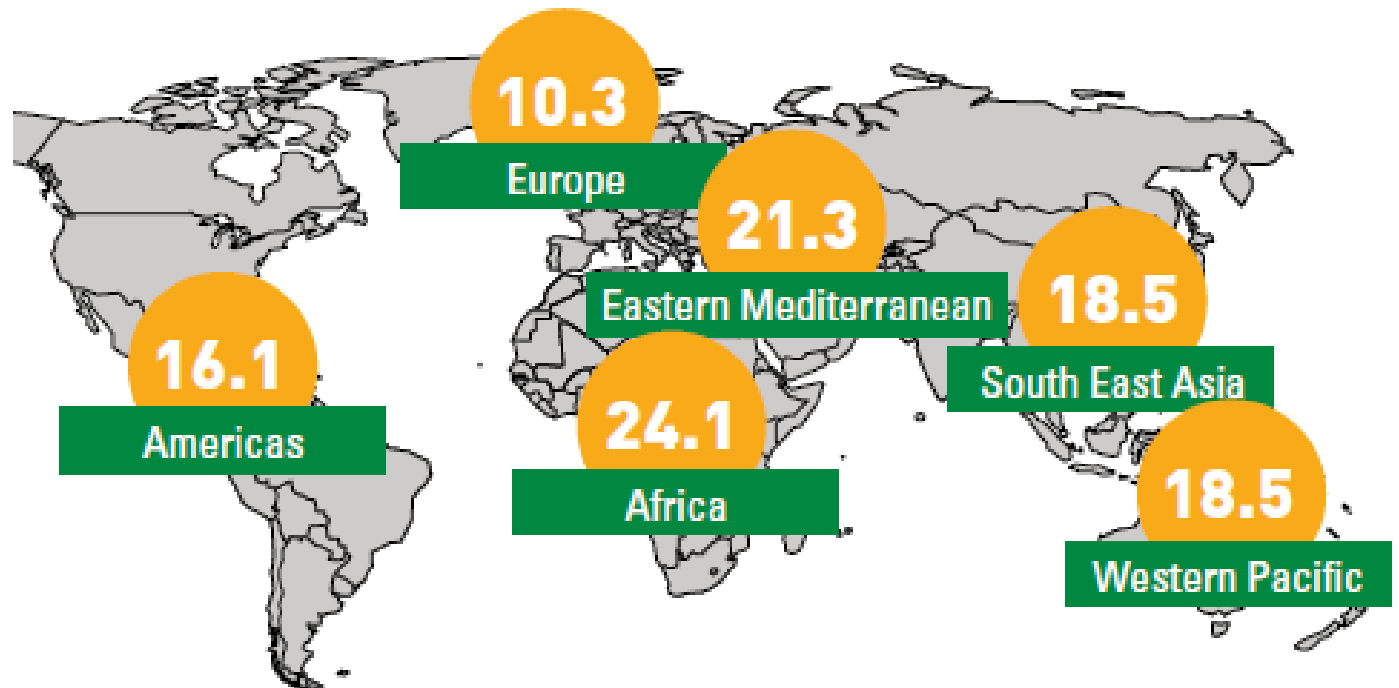 10.3
Europe
21.3
Eastern Mediterranean
18.5
South East Asia
16.1
Americas
24.1
Africa
18.5
Western Pacific